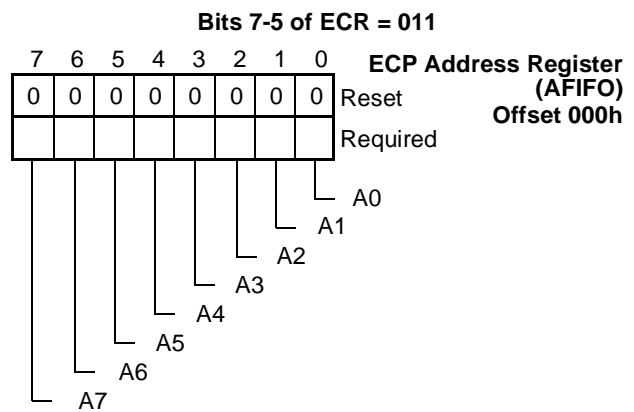 Bits 7-5 of ECR = 011
7 6 5 4 3 2 1 0
ECP Address Register
(AFIFO)
Offset 000h
0 0 0 0 0 0 0 0 Reset
Required
A0
A1
A2
A3
A4
A5
A6
A7